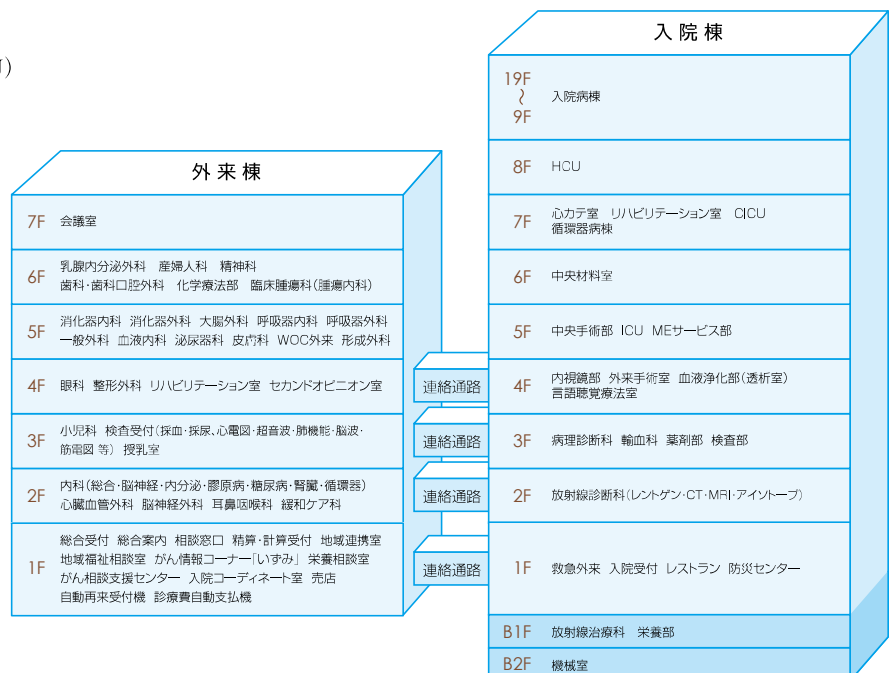 外来棟
7F 会議室
6F 乳腺内分泌外科 産婦人科 精神科
歯科・歯科口腔外科 化学療法部 臨床腫瘍科(腫瘍内科)
5F 消化器内科 消化器外科 大腸外科 呼吸器内科 呼吸器外科
一般外科 血液内科 泌尿器科 皮膚科 WOC外来 形成外科
4F 眼科 整形外科 リハビリテーション室 セカンドオピニオン室
3F 小児科 検査受付(採血・採尿、心電図・超音波・肺機能・脳波・
筋電図 等) 授乳室
2F 内科(総合・脳神経・内分泌・膠原病・糖尿病・腎臓・循環器)
心臓血管外科 脳神経外科 耳鼻咽喉科 緩和ケア科
1F 総合受付 総合案内 相談窓口 精算・計算受付 地域連携室
地域福祉相談室 がん情報コーナー「いずみ」 栄養相談室
がん相談支援センター 入院コーディネート室 売店
自動再来受付機 診療費自動支払機
連絡通路
連絡通路
連絡通路
連絡通路
入院棟
19F
〜
9F
入院病棟
8F HCU
7F 心カテ室 リハビリテーション室 CICU
循環器病棟
6F 中央材料室
5F 中央手術部 ICU MEサービス部
4F 内視鏡部 外来手術室 血液浄化部(透析室)
言語聴覚療法室
3F 病理診断科 輸血科 薬剤部 検査部
2F 放射線診断科(レントゲン・CT・MRI・アイソトープ)
1F 救急外来 入院受付 レストラン 防災センター
B1F 放射線治療科 栄養部
B2F 機械室